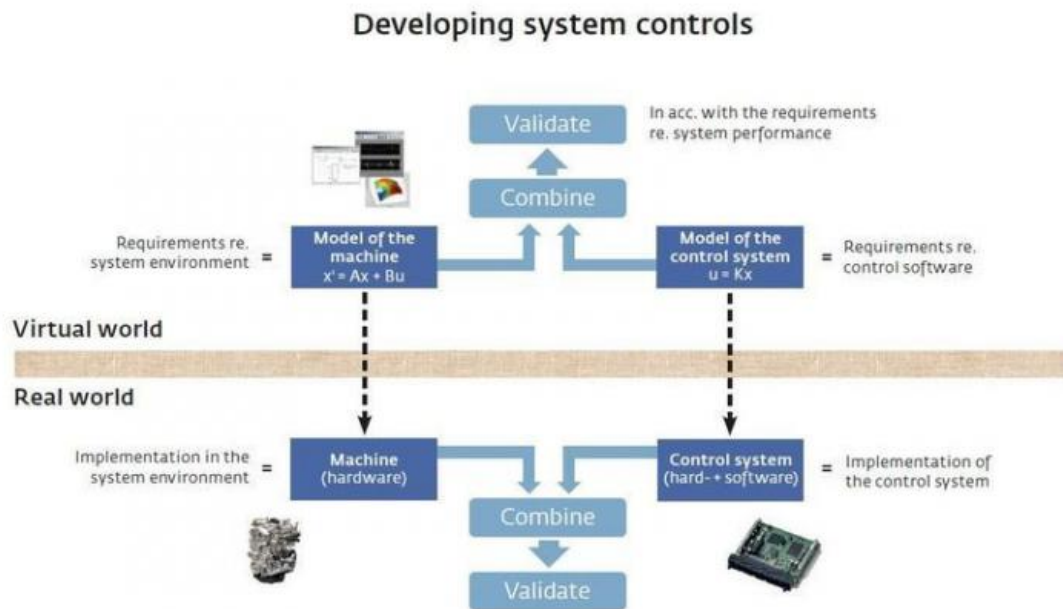 Developing system controls
Validate
In acc. with the requirements
re. system performance
Combine
Requirements re.
system environment
=
Model of the
machine
x' = Ax + Bu
Model of the
control system
u = Kx
=
Requirements re.
control software
Virtual world
Real world
Implementation in the
system environment
=
Machine
(hardware)
Control system
(hard- + software)
=
Implementation of
the control system
Combine
Validate